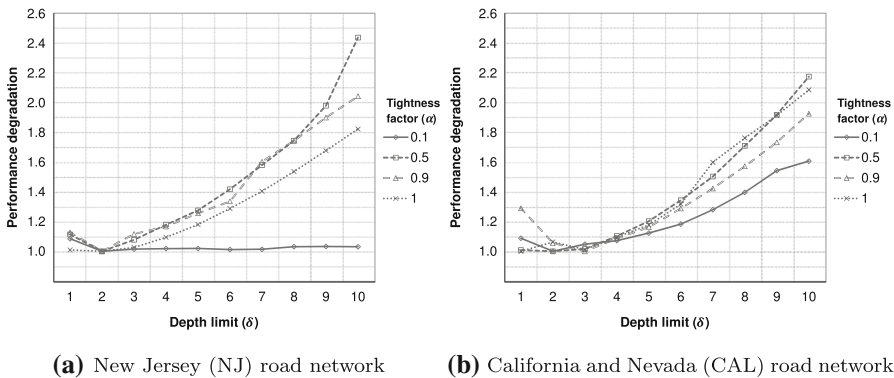 2.6
2.4
2.2
2.0
1.8
1.6
1.4
1.2
1.0
Performance degradation
1 2 3 4 5 6 7 8 9 10
Depth limit (δ)
Tightness
factor (α)
0.1
0.5
0.9
1
(a) New Jersey (NJ) road network
2.6
2.4
2.2
2.0
1.8
1.6
1.4
1.2
1.0
Performance degradation
1 2 3 4 5 6 7 8 9 10
Depth limit (δ)
Tightness
factor (α)
0.1
0.5
0.9
1
(b) California and Nevada (CAL) road network